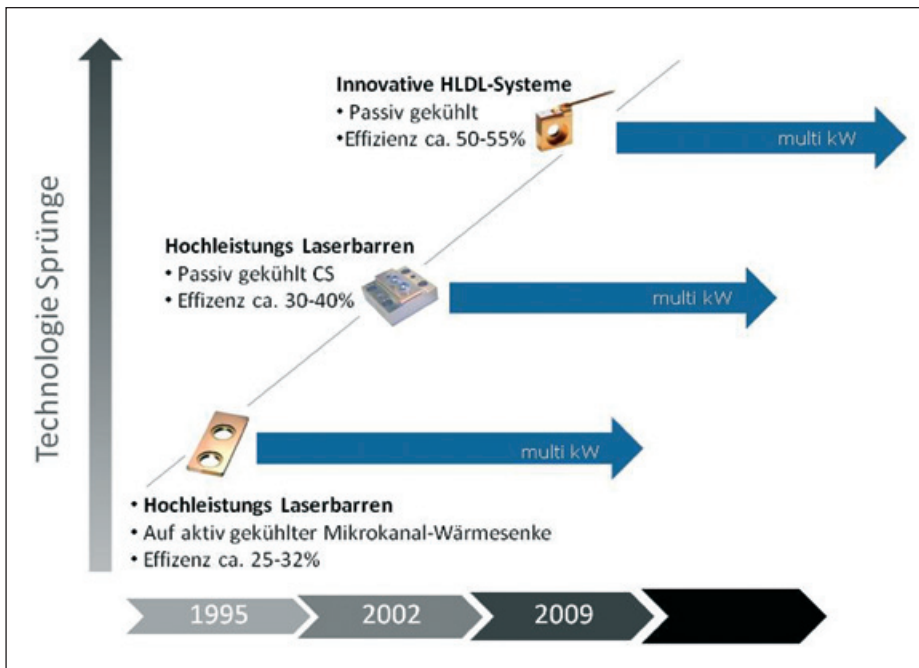 Technologie Sprünge
Innovative HLDL-Systeme
• Passiv gekühlt
•Effizienz ca. 50-55%
multi kW
Hochleistungs Laserbarren
• Passiv gekühlt CS
• Effizenz ca. 30-40%
multi kW
multi kW
• Hochleistungs Laserbarren
• Auf aktiv gekühlter Mikrokanal-Wärmesenke
• Effizenz ca. 25-32%
1995
2002
2009